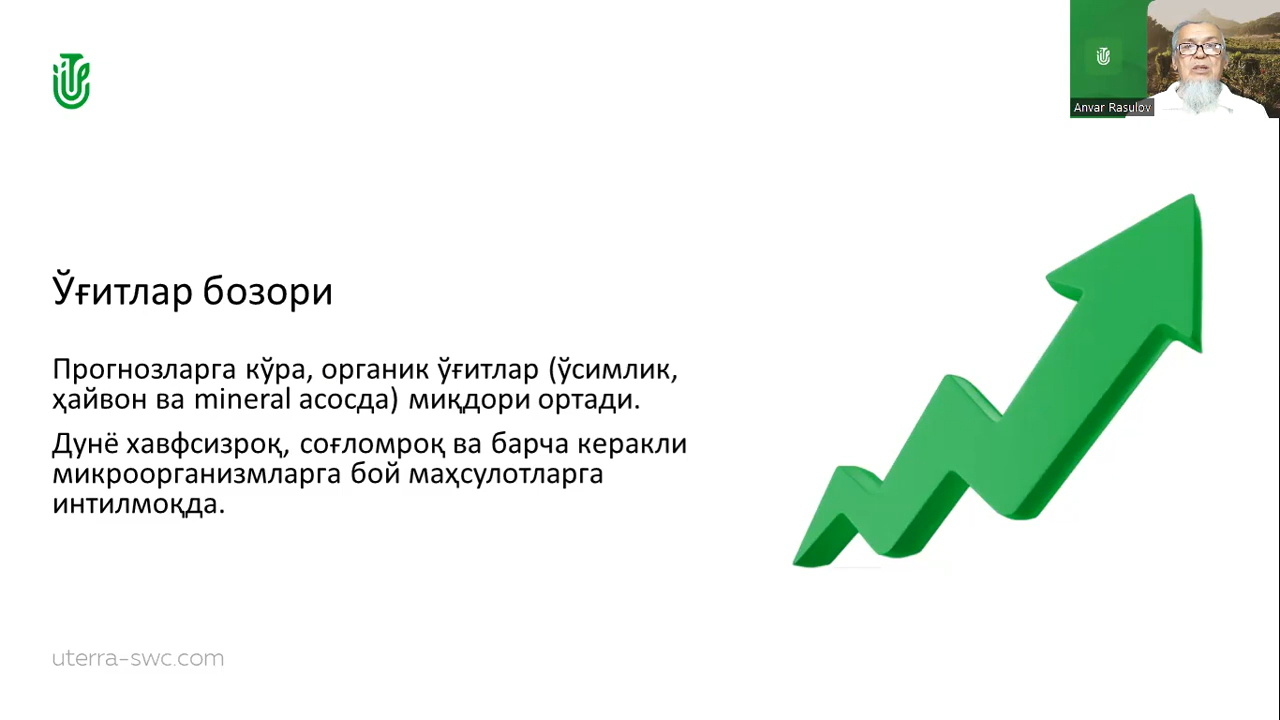 Anvar Rasulov
Ўғитлар бозори
Прогнозларга кўра, органик ўғитлар (ўсимлик,
ҳайвон ва mineral асосда) миқдори ортади.
Дунё хавфсизроқ, соғломроқ ва барча керакли
микроорганизмларга бой маҳсулотларга
интилмоқда.
uterra-swc.com